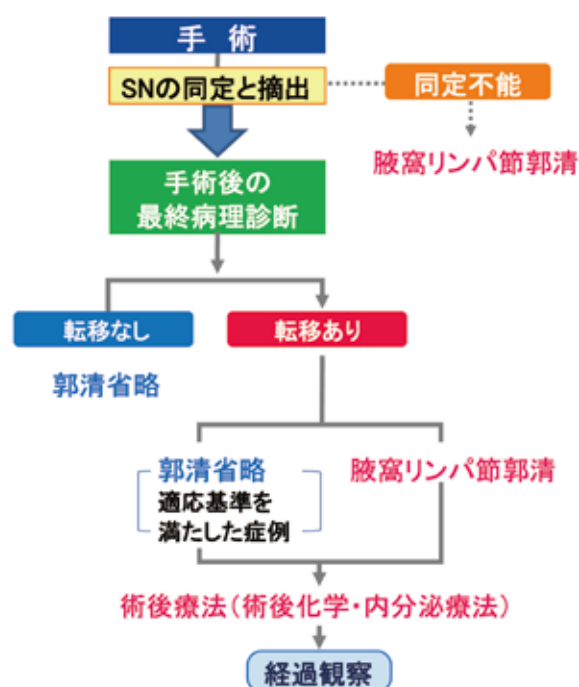 手 術
SNの同定と摘出
同定不能
腋窩リンパ節郭清
手術後の
最終病理診断
転移なし
転移あり
郭清省略
郭清省略
適応基準を
満たした症例
腋窩リンパ節郭清
術後療法(術後化学・内分泌療法)
経過観察